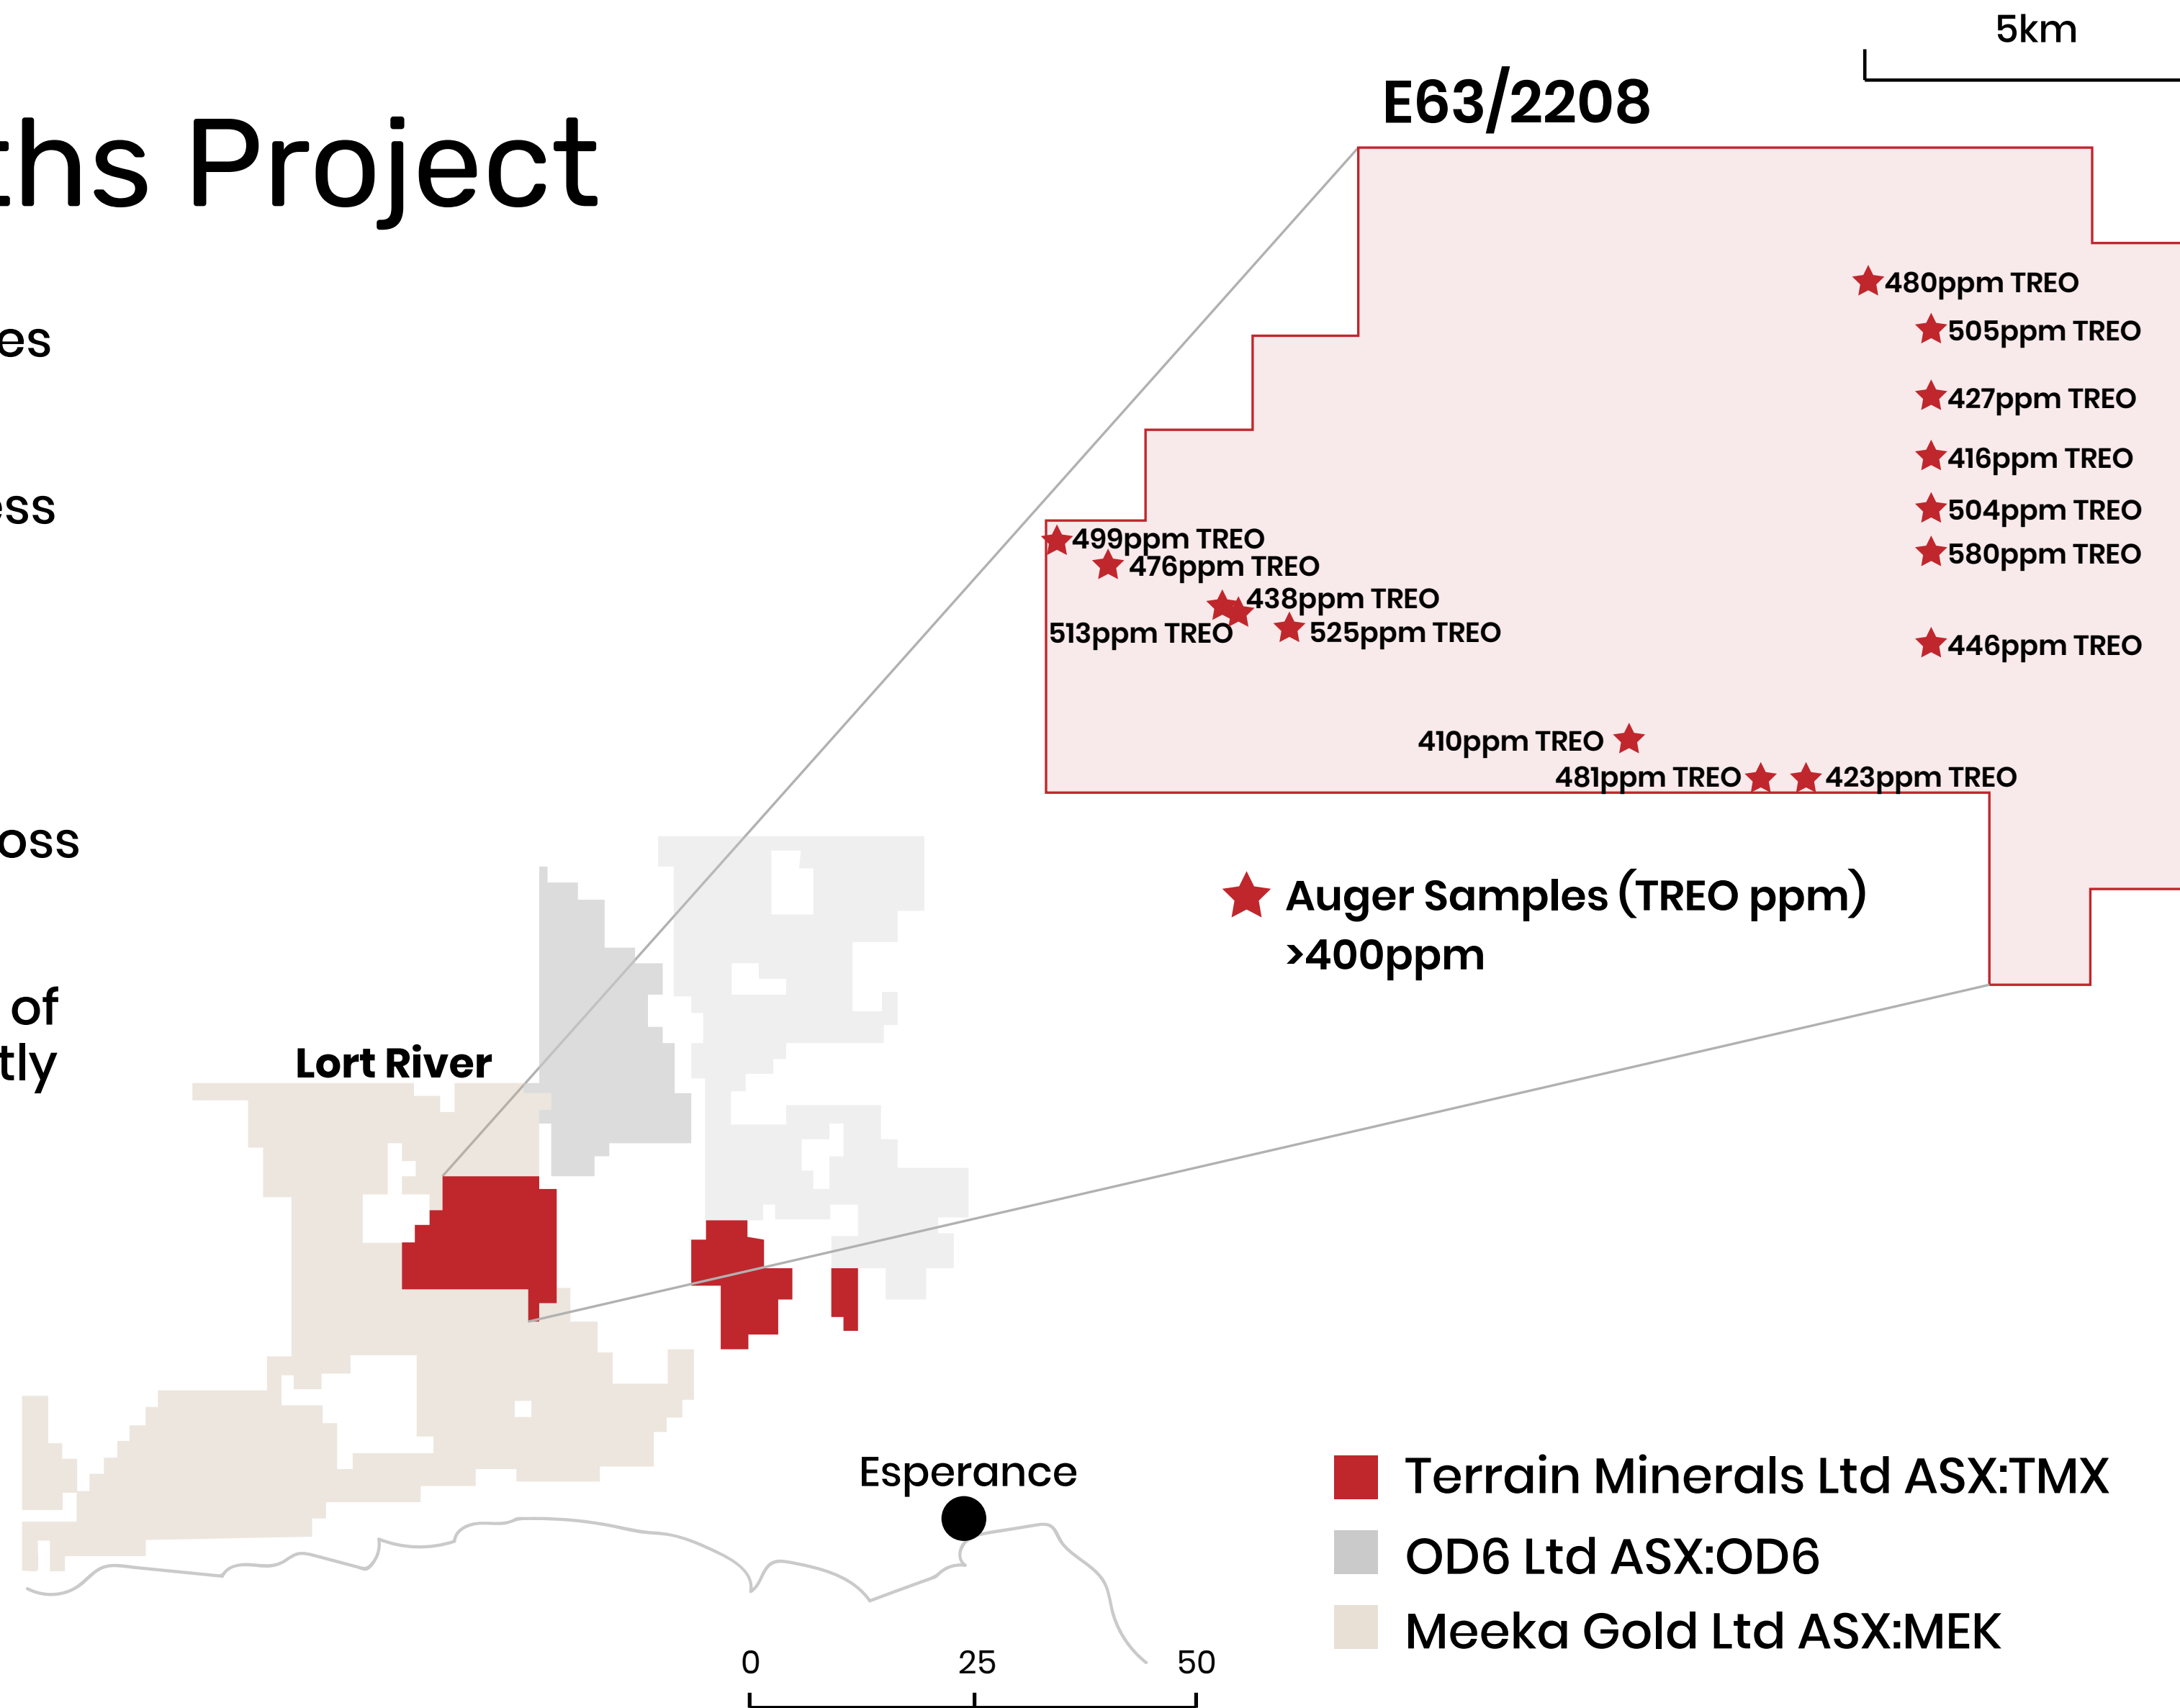 5km
E63/2208
ths Project
480ppm TREO
505ppm TREO
es
427ppm TREO
416ppm TREO
ess
504ppm TREO
499ppm TREO
580ppm TREO
476ppm TREO
438ppm TREO
513ppm TREO
525ppm TREO
446ppm TREO
410ppm TREO
481ppm TREO
423ppm TREO
oss
Auger Samples (TREO ppm)
>400ppm
of
tly
Lort River
Esperance
Terrain Minerals Ltd ASX:TMX
OD6 Ltd ASX:OD6
Meeka Gold Ltd ASX:MEK
0 25 50